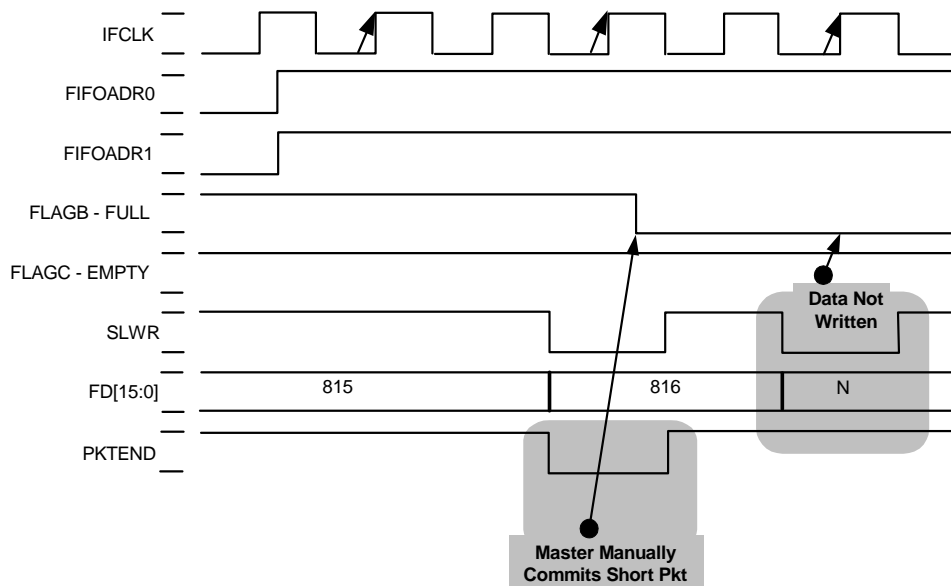 IFCLK
FIFOADR0
FIFOADR1
FLAGB - FULL
FLAGC - EMPTY
Data Not
Written
SLWR
FD[15:0]
815
816
N
PKTEND
Master Manually
Commits Short Pkt